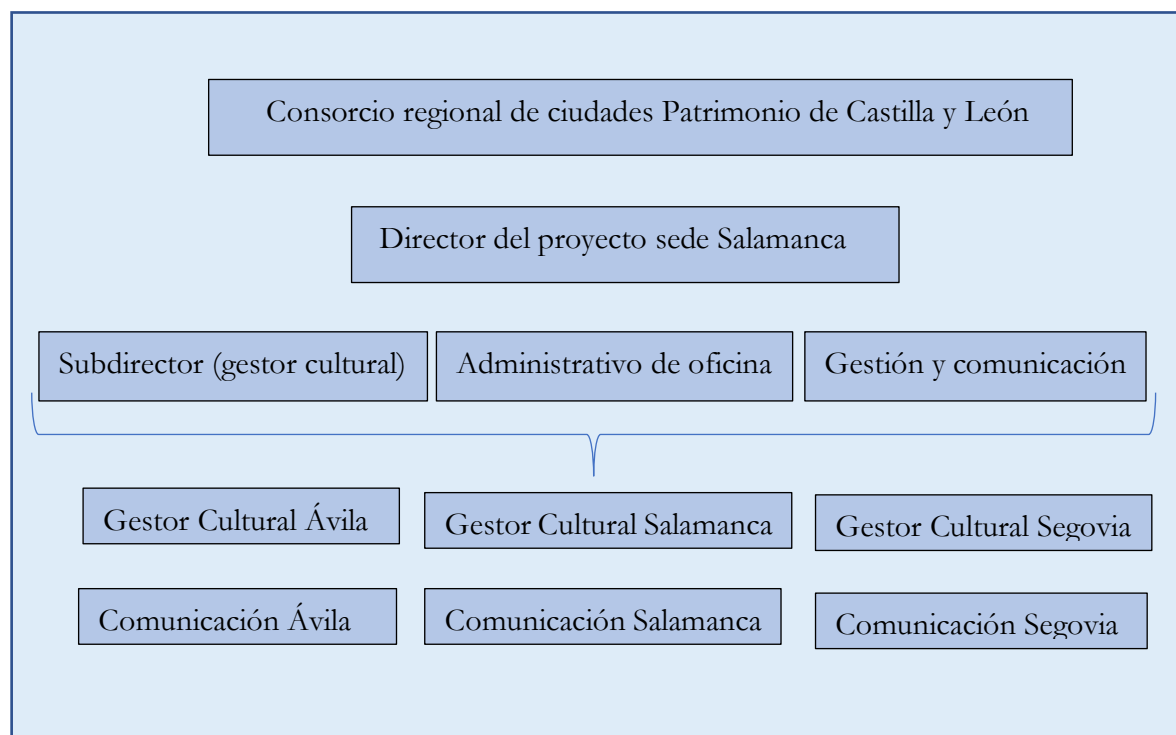 Consorcio regional de ciudades Patrimonio de Castilla y León
Director del proyecto sede Salamanca
Subdirector (gestor cultural)
Administrativo de oficina
Gestión y comunicación
Gestor Cultural Ávila
Gestor Cultural Salamanca
Gestor Cultural Segovia
Comunicación Ávila
Comunicación Salamanca
Comunicación Segovia